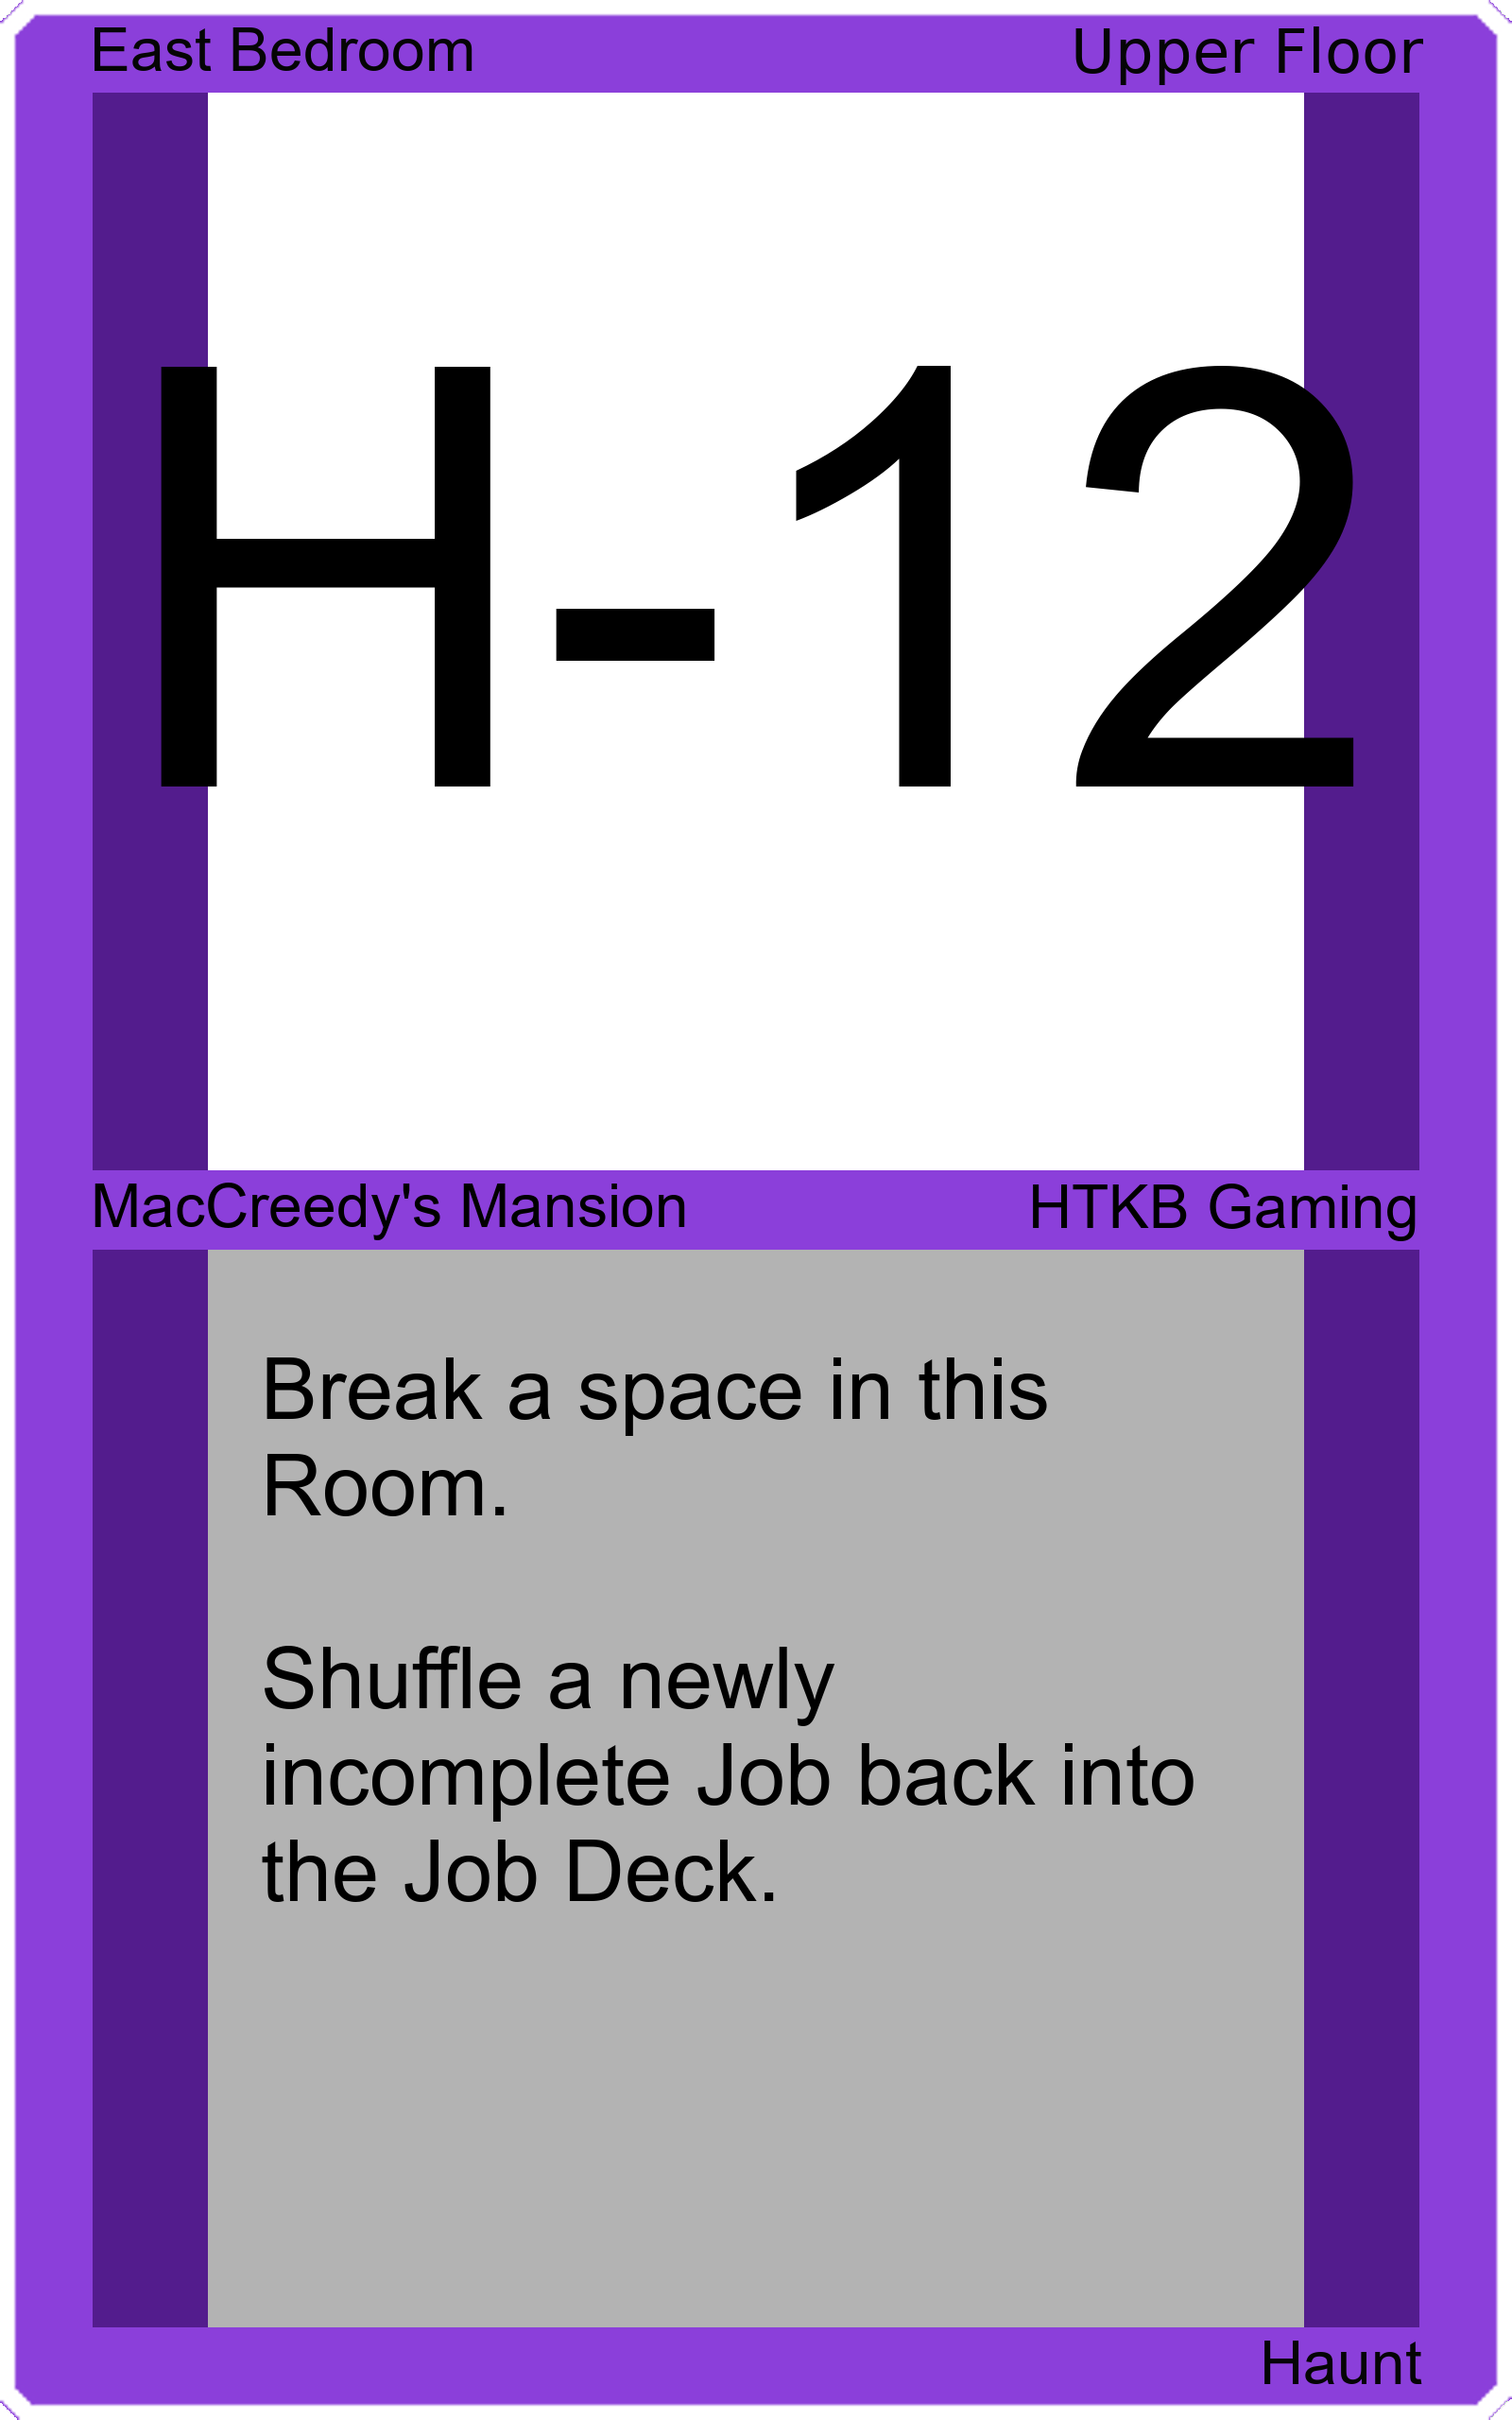 East Bedroom
Upper Floor
H-12
MacCreedy's Mansion
HTKB Gaming
Break a space in this
Room.
Shuffle a newly
incomplete Job back into
the Job Deck.
Haunt